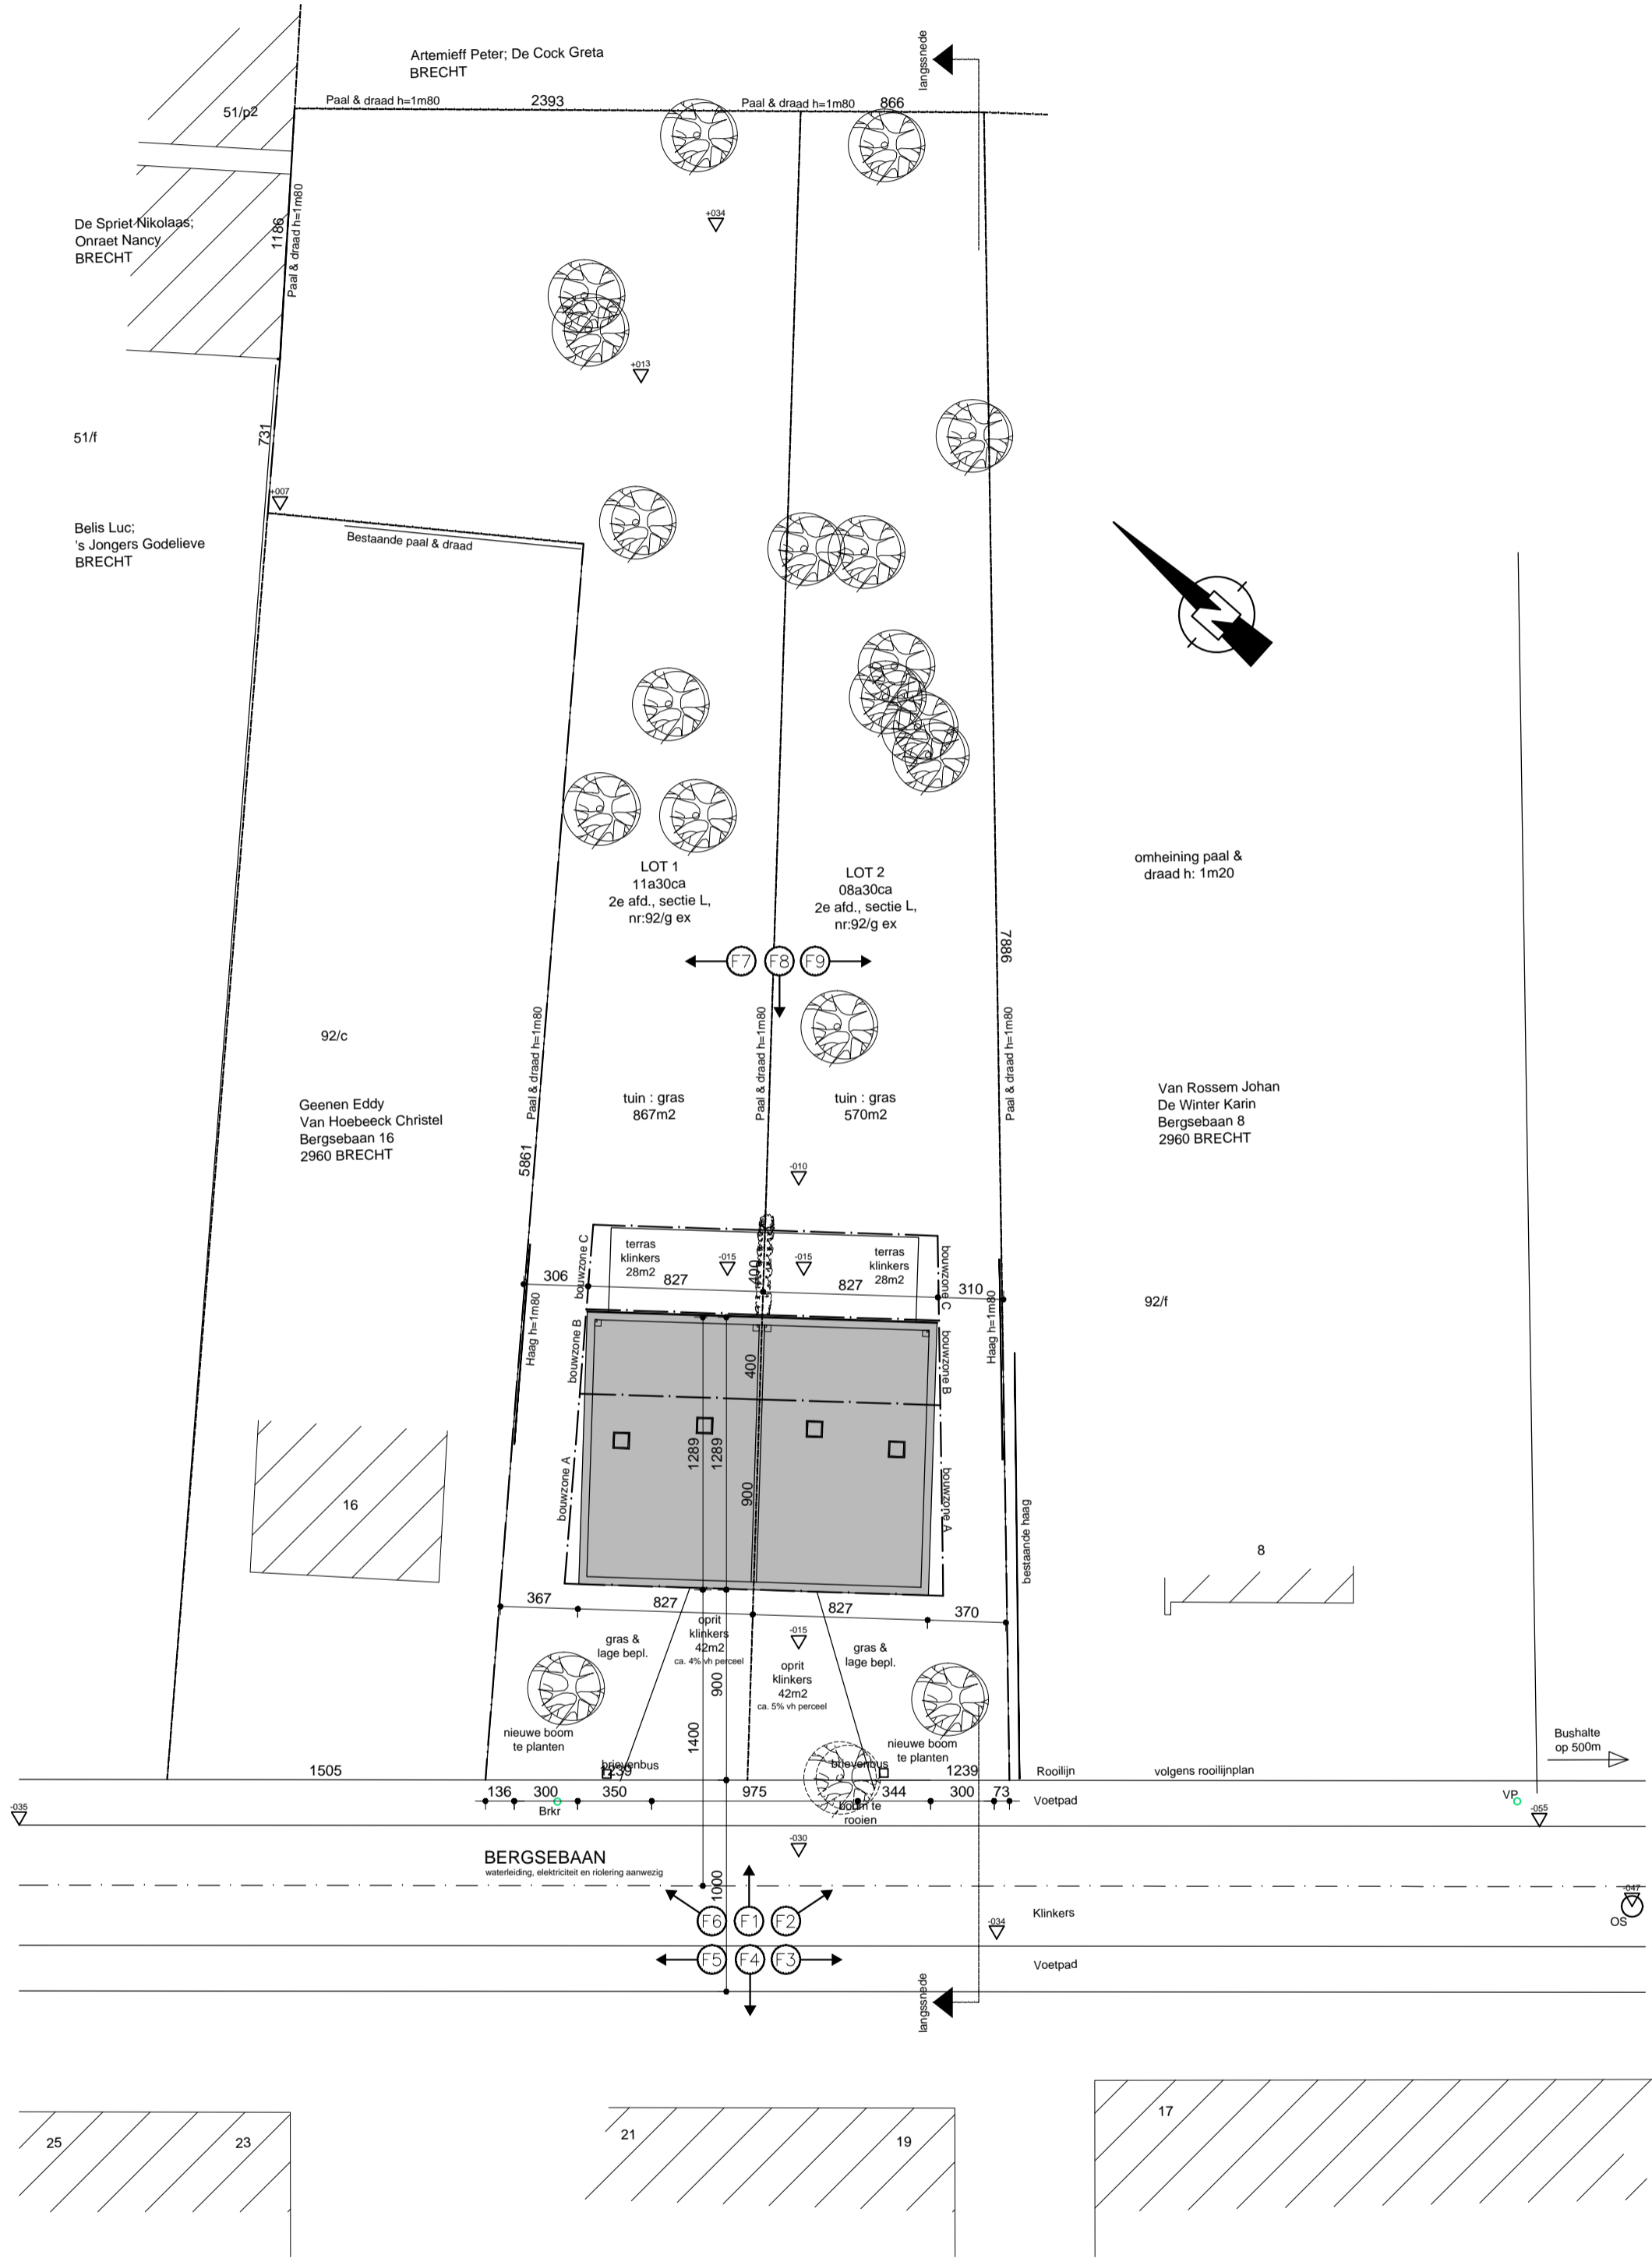 langssnede
Artemieff Peter; De Cock Greta
BRECHT
Paal & draad h=1m80
2393
Paal & draad h=1m80
866
51/p2
De Spriet Nikolaas;
Onraet Nancy
BRECHT
1186
Paal & draad h=1m80
+034
+013
51/f
731
+007
Belis Luc;
's Jongers Godelieve
BRECHT
Bestaande paal & draad
LOT 1
11a30ca
2e afd., sectie L,
nr:92/g ex
LOT 2
08a30ca
2e afd., sectie L,
nr:92/g ex
omheining paal &
draad h: 1m20
7886
F7
F8
F9
92/c
Paal & draad h=1m80
Paal & draad h=1m80
Paal & draad h=1m80
Geenen Eddy
Van Hoebeeck Christel
Bergsebaan 16
2960 BRECHT
tuin : gras
867m2
tuin : gras
570m2
Van Rossem Johan
De Winter Karin
Bergsebaan 8
2960 BRECHT
5861
-010
bouwzone C
terras
klinkers
28m2
-015
-015
terras
klinkers
28m2
bouwzone C
306
827
400
827
310
92/f
Haag h=1m80
Haag h=1m80
bouwzone B
bouwzone B
400
1289
1289
900
bouwzone A
bouwzone A
16
bestaande haag
8
367
827
827
370
gras &
lage bepl.
oprit
klinkers
42m2
ca. 4% vh perceel
-015
oprit
klinkers
42m2
ca. 5% vh perceel
gras &
lage bepl.
900
1400
nieuwe boom
te planten
nieuwe boom
te planten
Bushalte
op 500m
1505
brievenbus
1239
brievenbus
1239
Rooilijn
volgens rooilijnplan
136
300
350
975
344
300
73
Voetpad
Brkr
boom te
rooien
VP
-035
-055
-030
BERGSEBAAN
waterleiding, elektriciteit en riolering aanwezig
1000
-047
OS
F6
F1
F2
Klinkers
-034
F5
F4
F3
Voetpad
langssnede
25
23
21
19
17